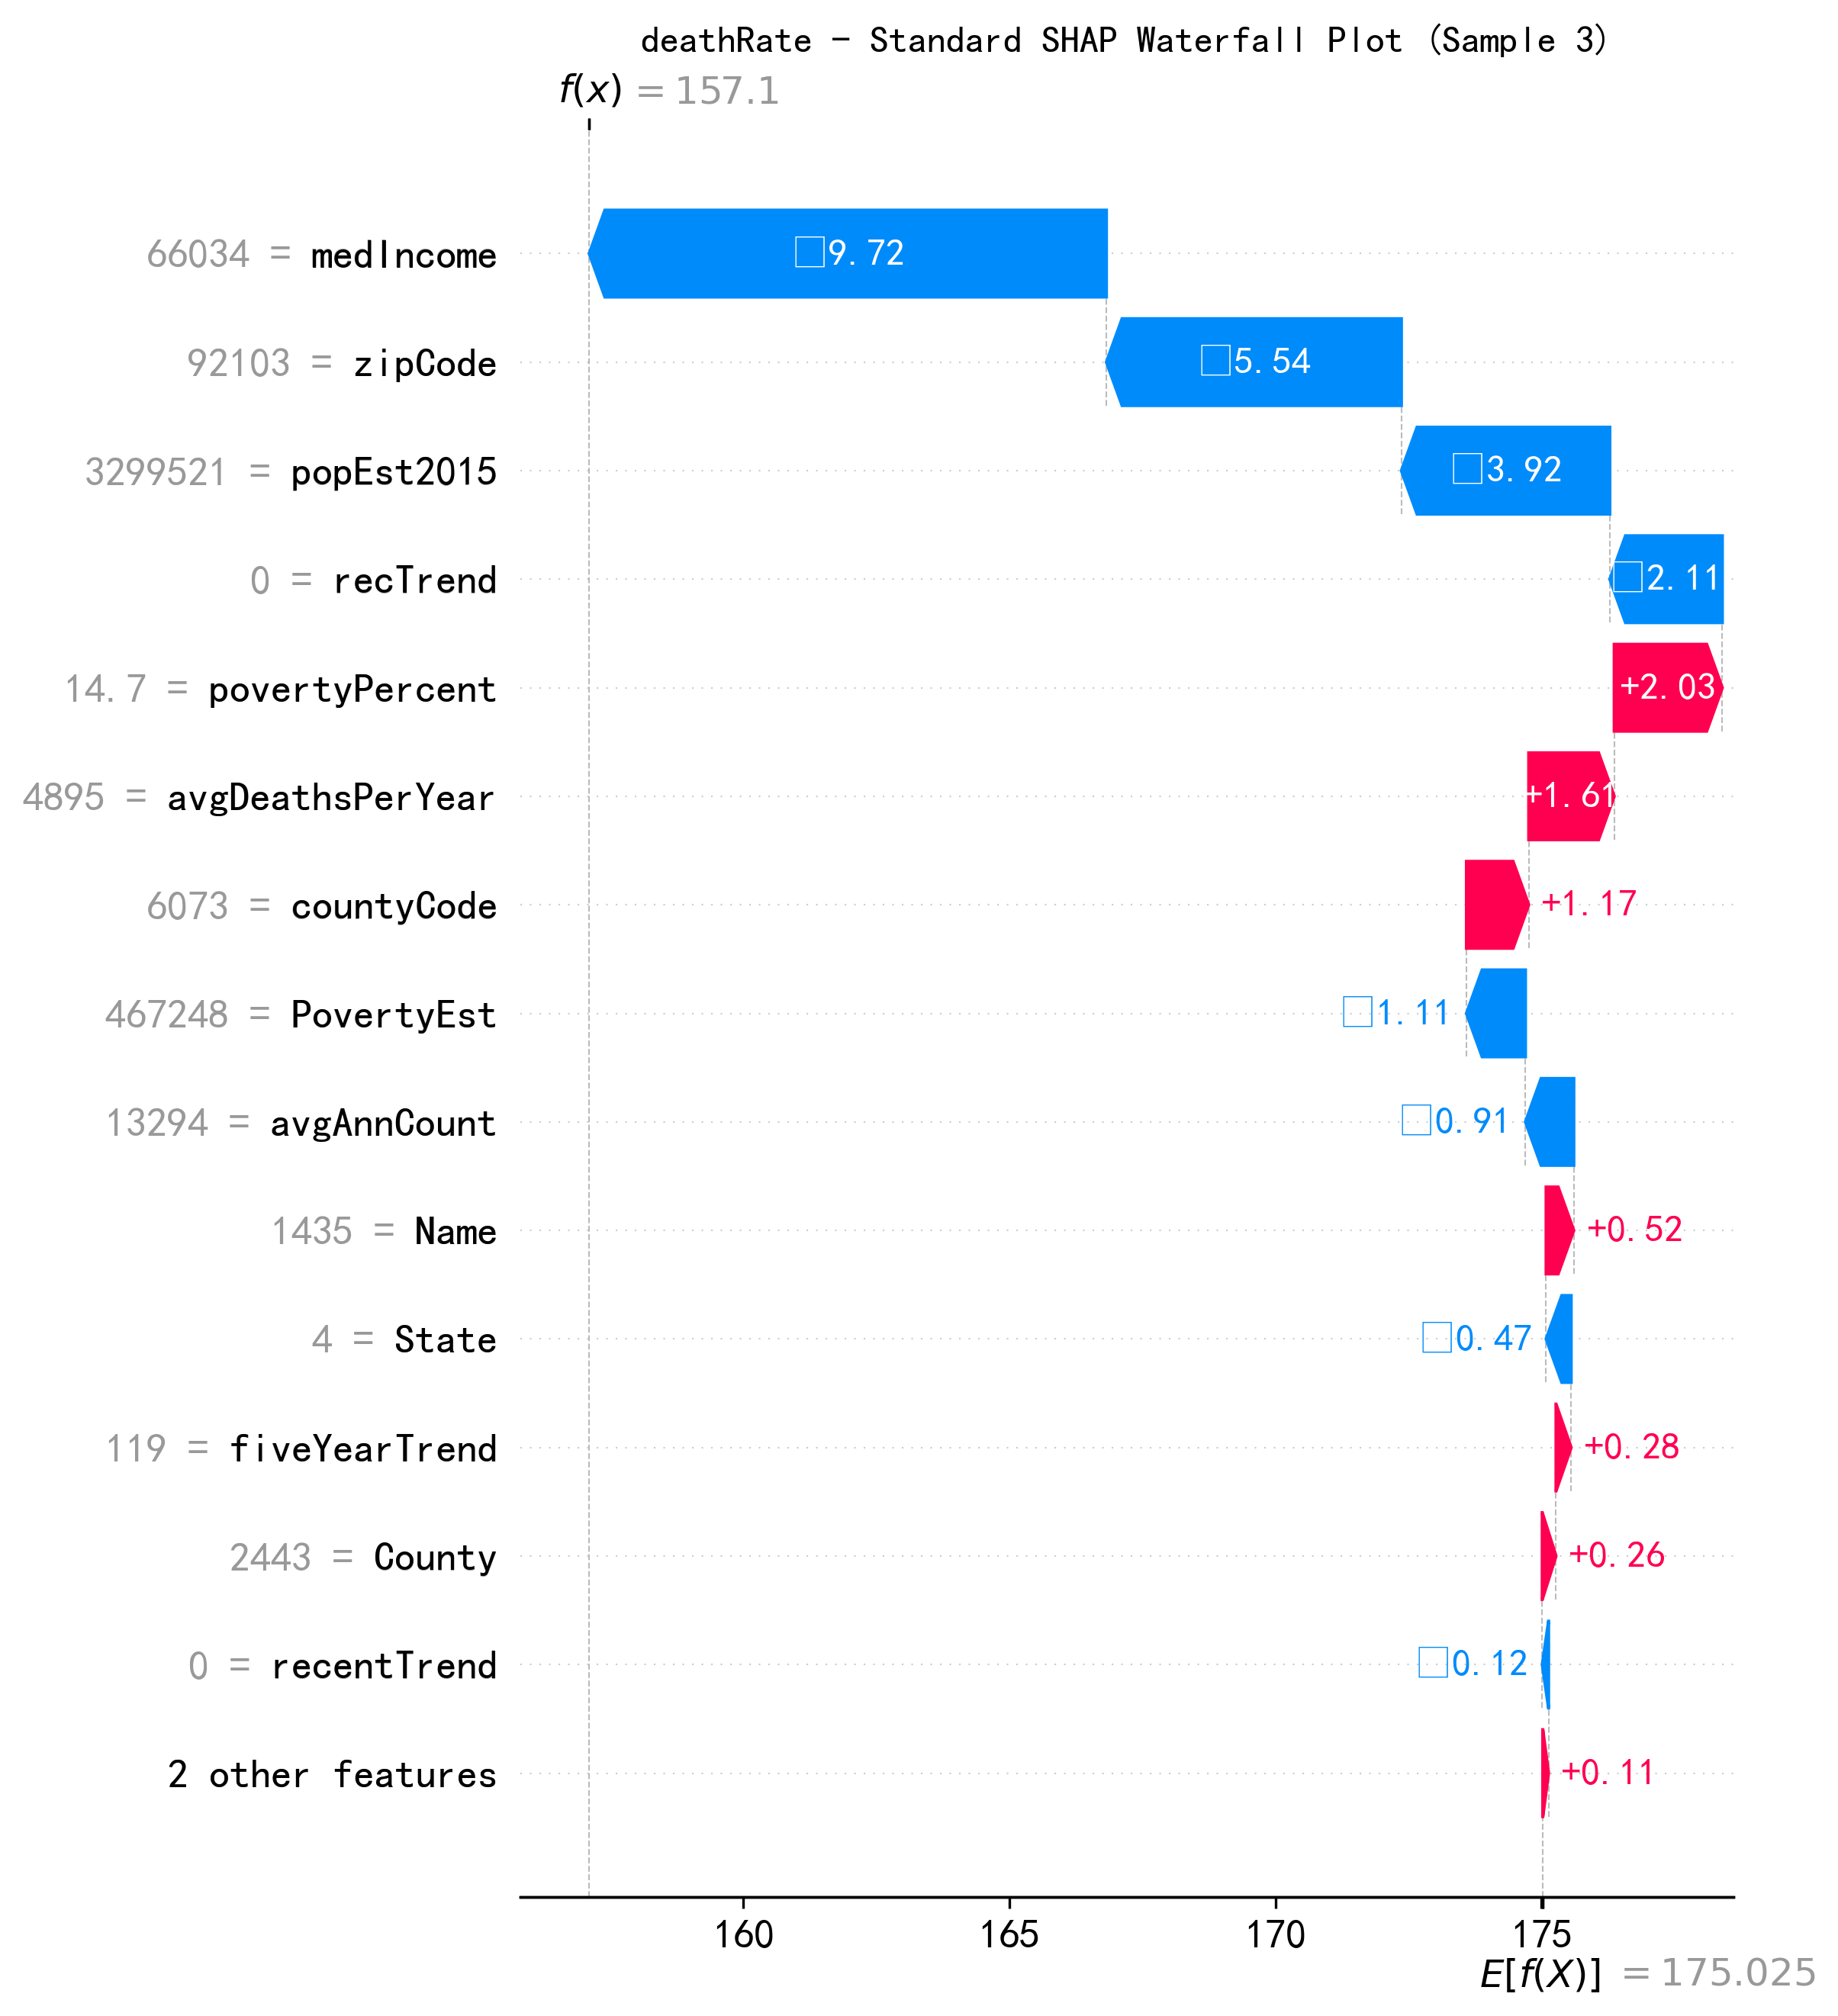 deathRate - Standard SHAP Waterfall Plot (Sample 3)
f(x) = 157.1
66034 = medIncome □9.72
92103 = zipCode □5.54
3299521 = popEst2015 □3.92
0 = recTrend □2.11
14.7 = povertyPercent +2.03
4895 = avgDeathsPerYear +1.61
6073 = countyCode +1.17
467248 = PovertyEst □1.11
13294 = avgAnnCount □0.91
1435 = Name +0.52
4 = State □0.47
119 = fiveYearTrend +0.28
2443 = County +0.26
0 = recentTrend □0.12
2 other features +0.11
160 165 170 175
E[f(X)] = 175.025